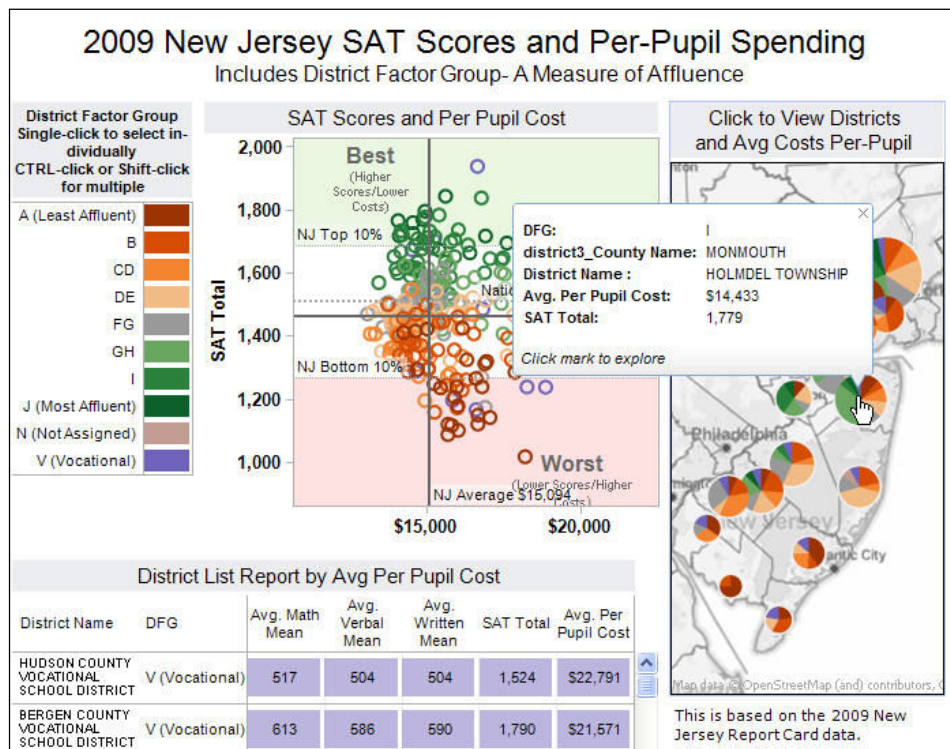 2009 New Jersey SAT Scores and Per-Pupil Spending
Includes District Factor Group- A Measure of Affluence
District Factor Group
Single-click to select in-
dividually
CTRL-click or Shift-click
for multiple
A (Least Affluent)
B
CD
DE
FG
GH
I
J (Most Affluent)
N (Not Assigned)
V (Vocational)
SAT Scores and Per Pupil Cost
SAT Total
2,000
1,800
1,600
1,400
1,200
1,000
Best
(Higher
Scores/Lower
Costs)
NJ Top 10%
Natio
NJ Bottom 10%
Worst
(Lower Scores/Higher
Costs)
NJ Average $15,094
$15,000
$20,000
DFG: I
district3_County Name: MONMOUTH
District Name : HOLMDEL TOWNSHIP
Avg. Per Pupil Cost: $14,433
SAT Total: 1,779
Click mark to explore
Click to View Districts
and Avg Costs Per-Pupil
nton
Philadelphia
New Jersey
antic City
Map data © OpenStreetMap (and) contributors, C
This is based on the 2009 New
Jersey Report Card data.
District List Report by Avg Per Pupil Cost
District Name DFG Avg. Math Mean Avg. Verbal Mean Avg. Written Mean SAT Total Avg. Per Pupil Cost
HUDSON COUNTY
VOCATIONAL
SCHOOL DISTRICT
V (Vocational) 517 504 504 1,524 $22,791
BERGEN COUNTY
VOCATIONAL
SCHOOL DISTRICT
V (Vocational) 613 586 590 1,790 $21,571